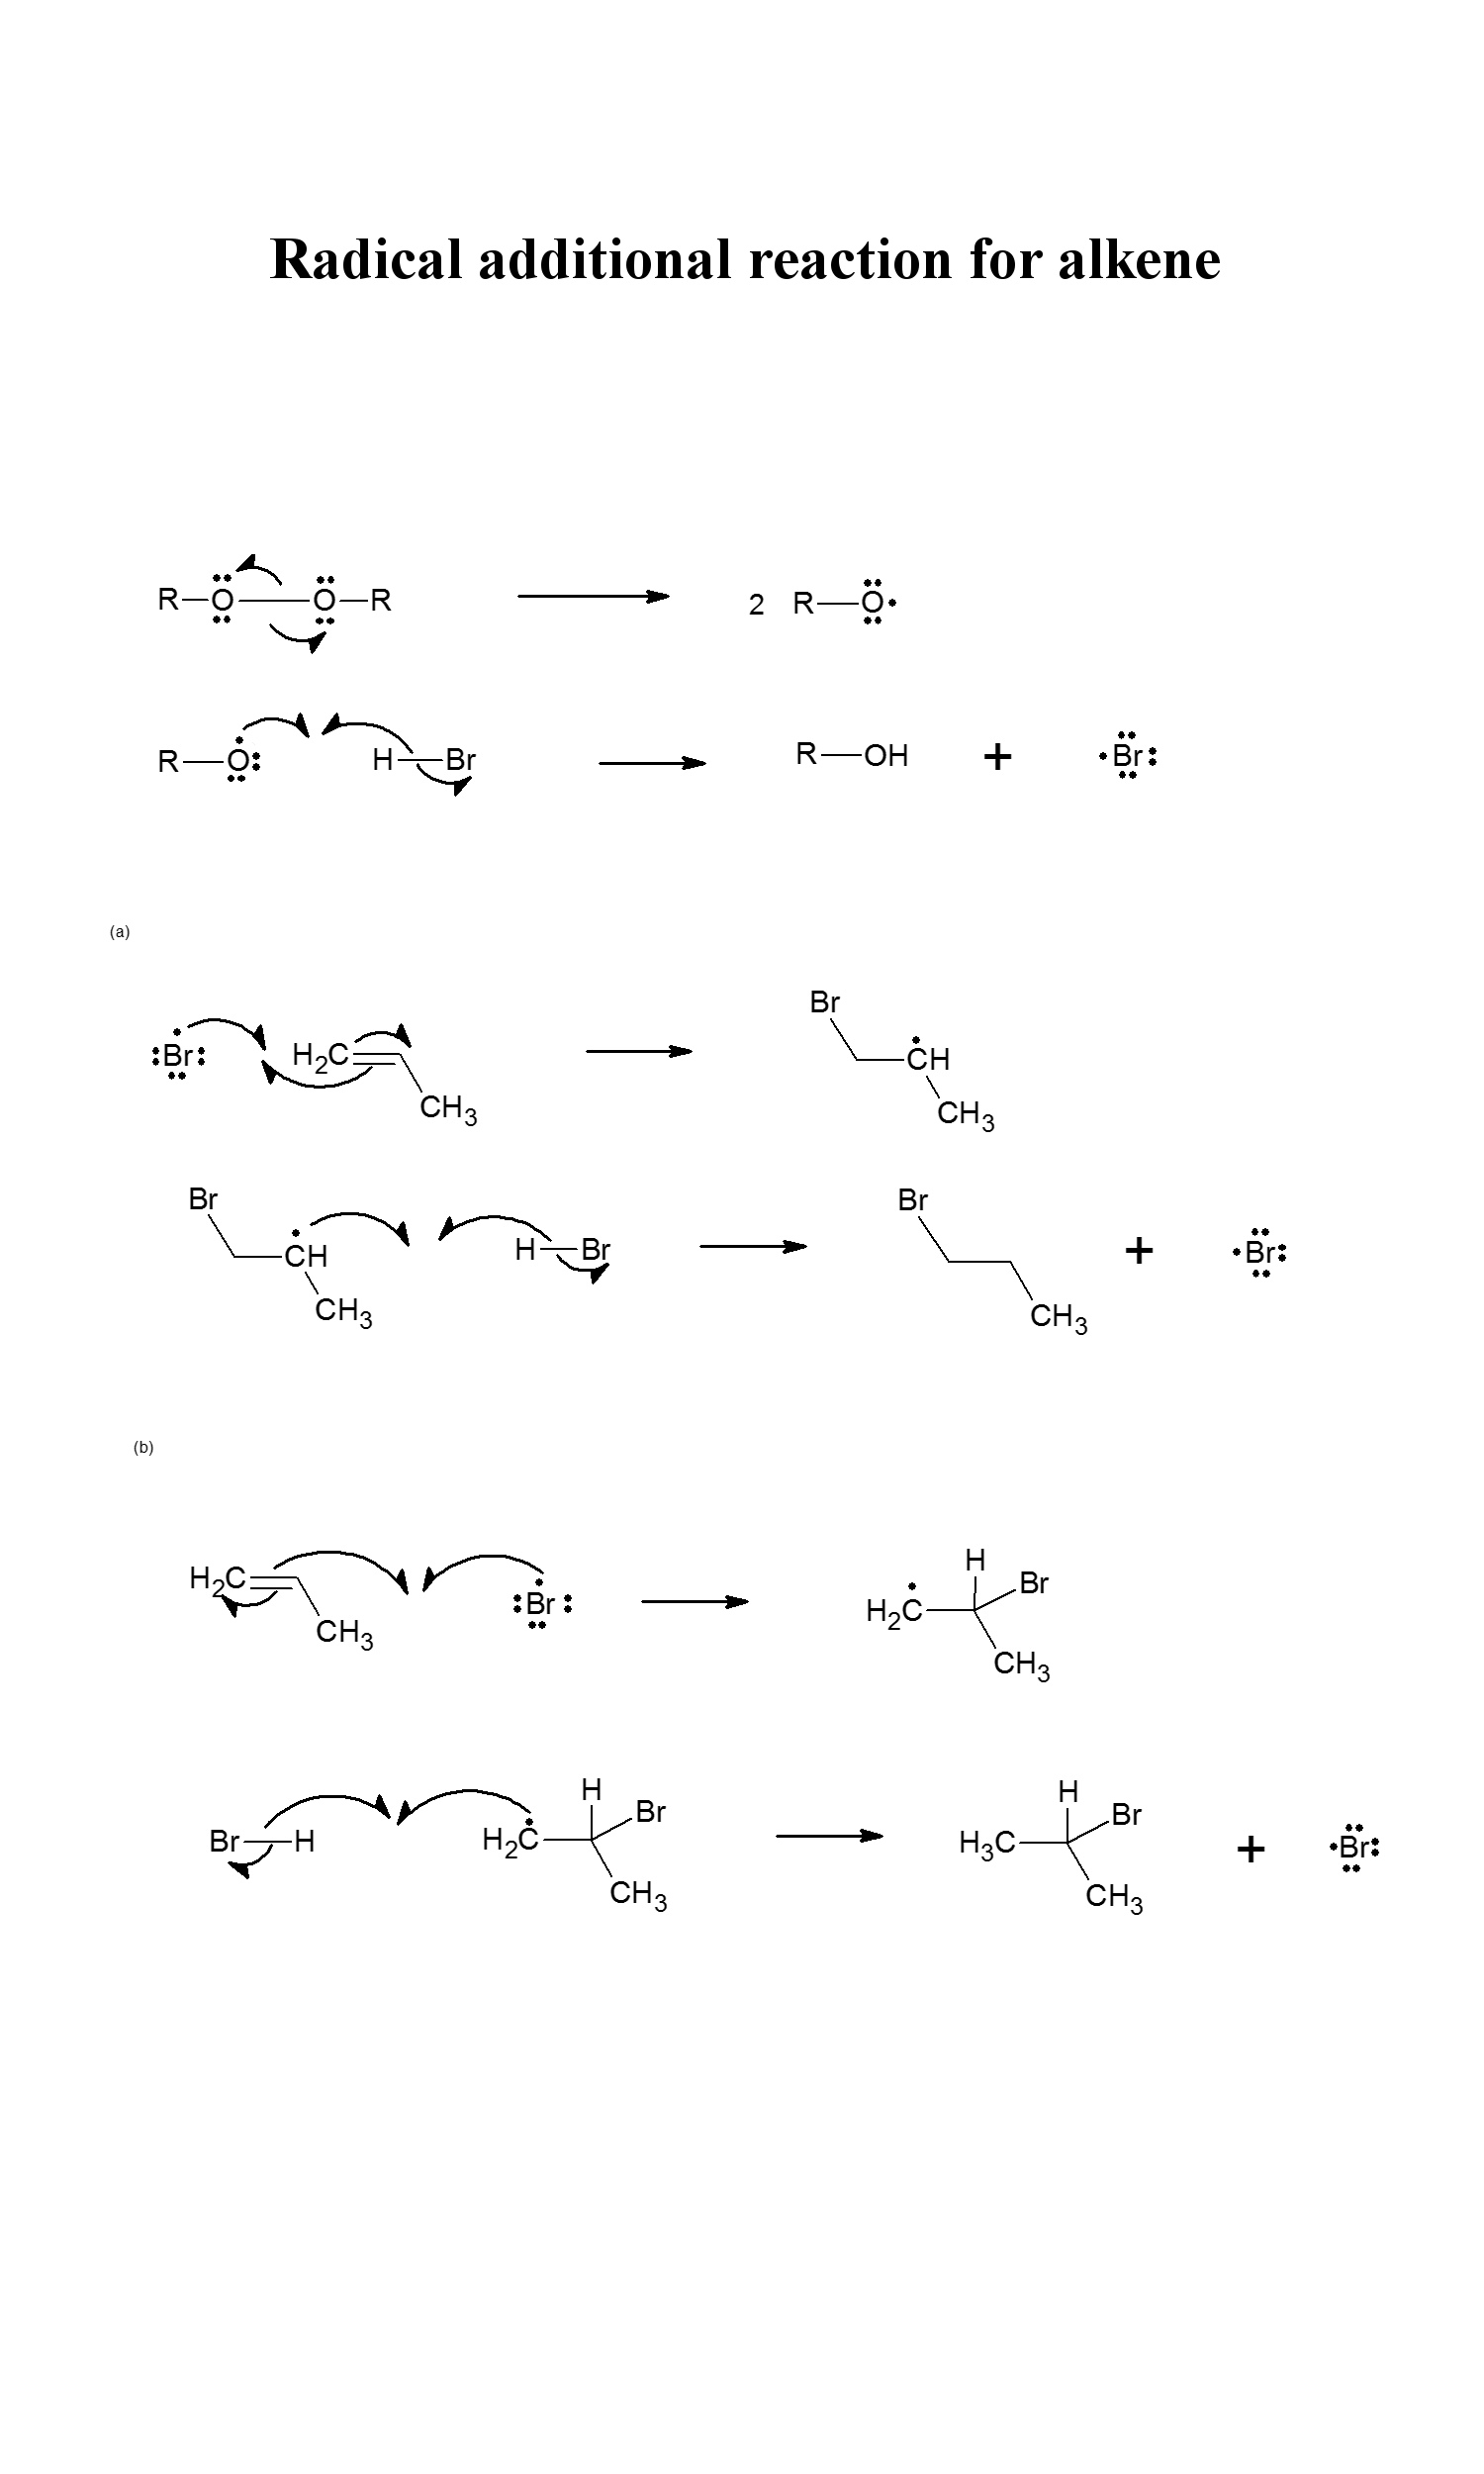 Radical additional reaction for alkene
R—O—O—R 2 R—O•
R—O H—Br R—OH + •Br
(a)
Br H₂C CH₃ Br CH CH₃
Br CH CH₃ H—Br Br CH₃ + •Br
(b)
H₂C CH₃ Br H₂C H Br CH₃
Br—H H₂C H Br CH₃ H₃C H Br CH₃ + •Br